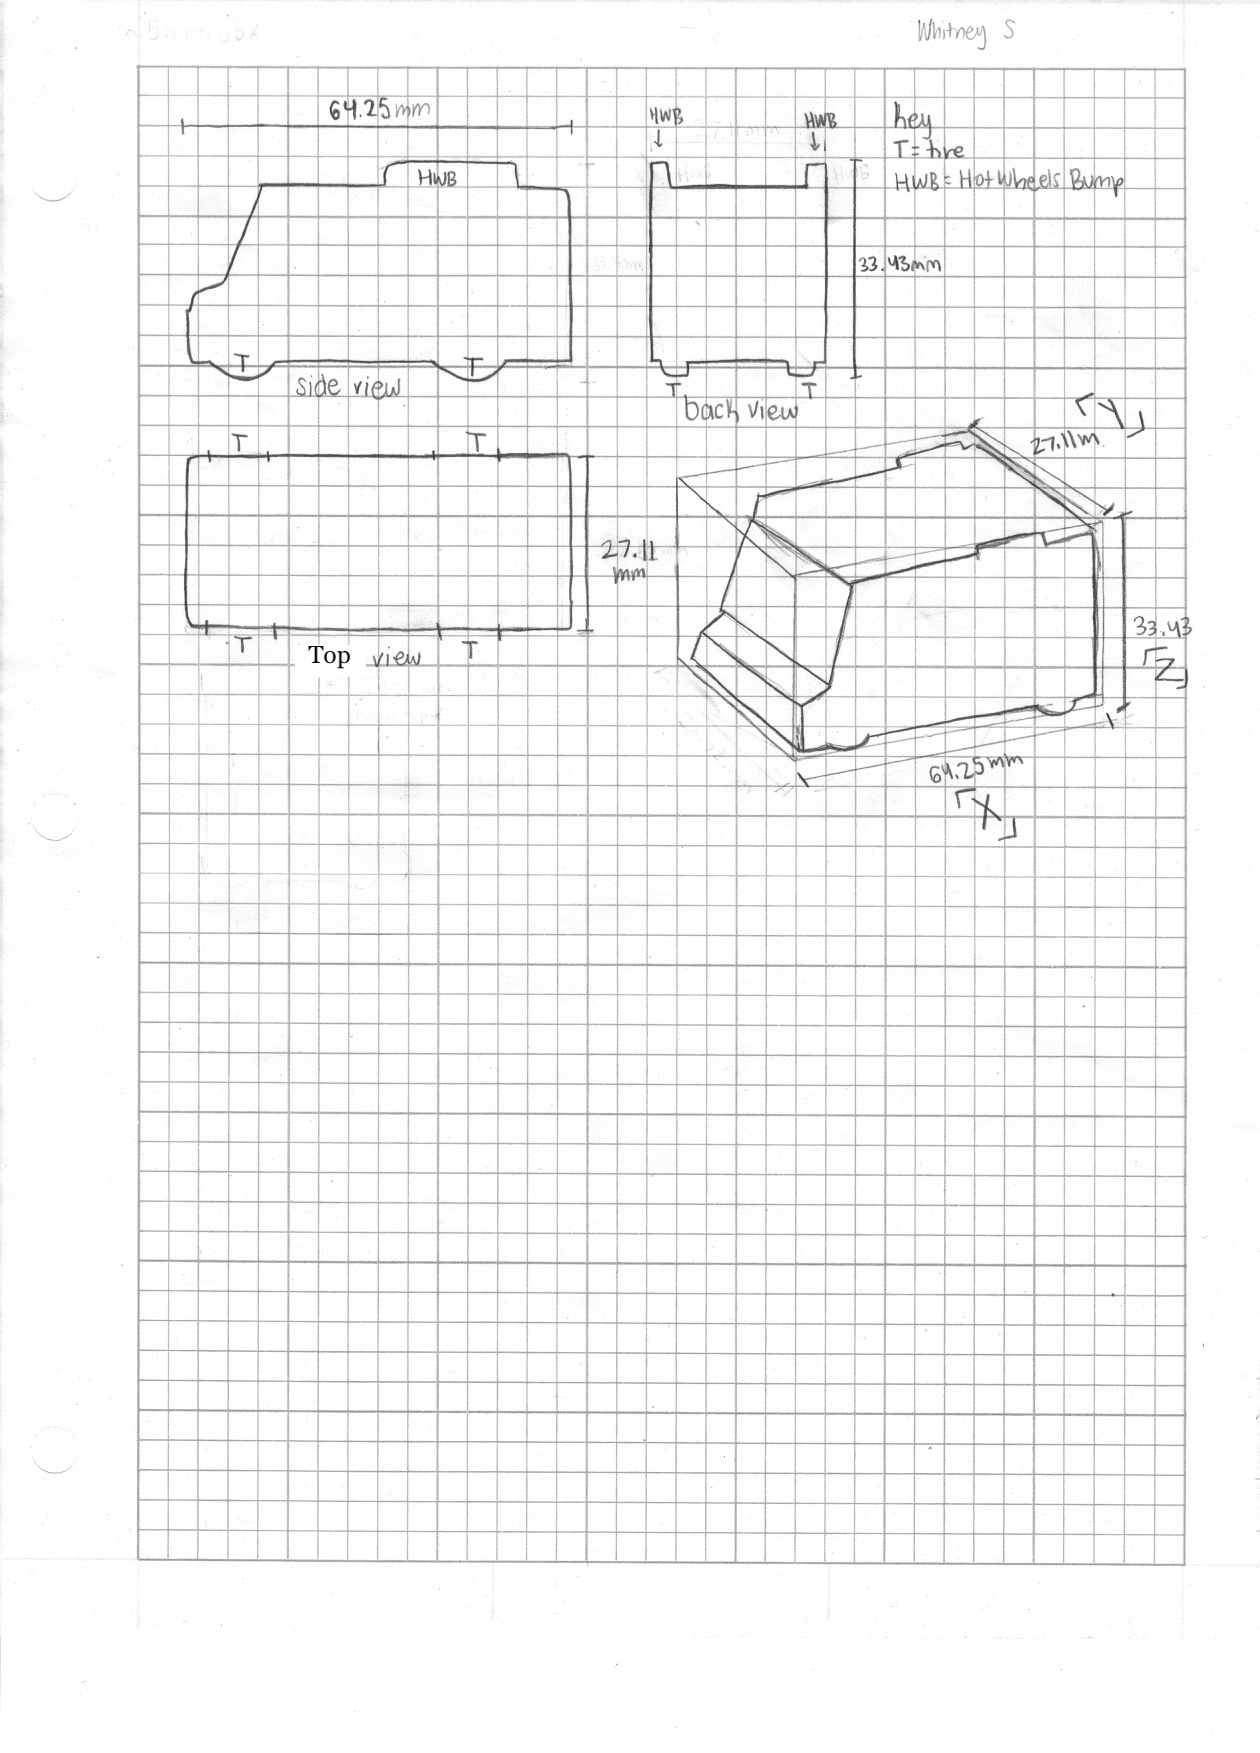 Whitney S
64.25mm
HWB
HWB
HWB
key
T= tire
HWB = Hot Wheels Bump
33.43mm
T
T
side view
T
T
back view
T
T
27.11
mm
T
T
Top view
27.11m
「Y」
33.43
「Z」
64.25mm
「X」